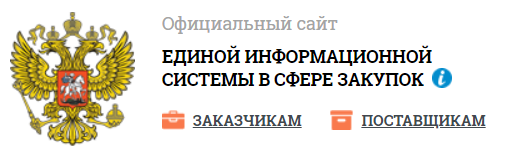 Официальный сайт
ЕДИНОЙ ИНФОРМАЦИОННОЙ
СИСТЕМЫ В СФЕРЕ ЗАКУПОК i
ЗАКАЗЧИКАМ ПОСТАВЩИКАМ